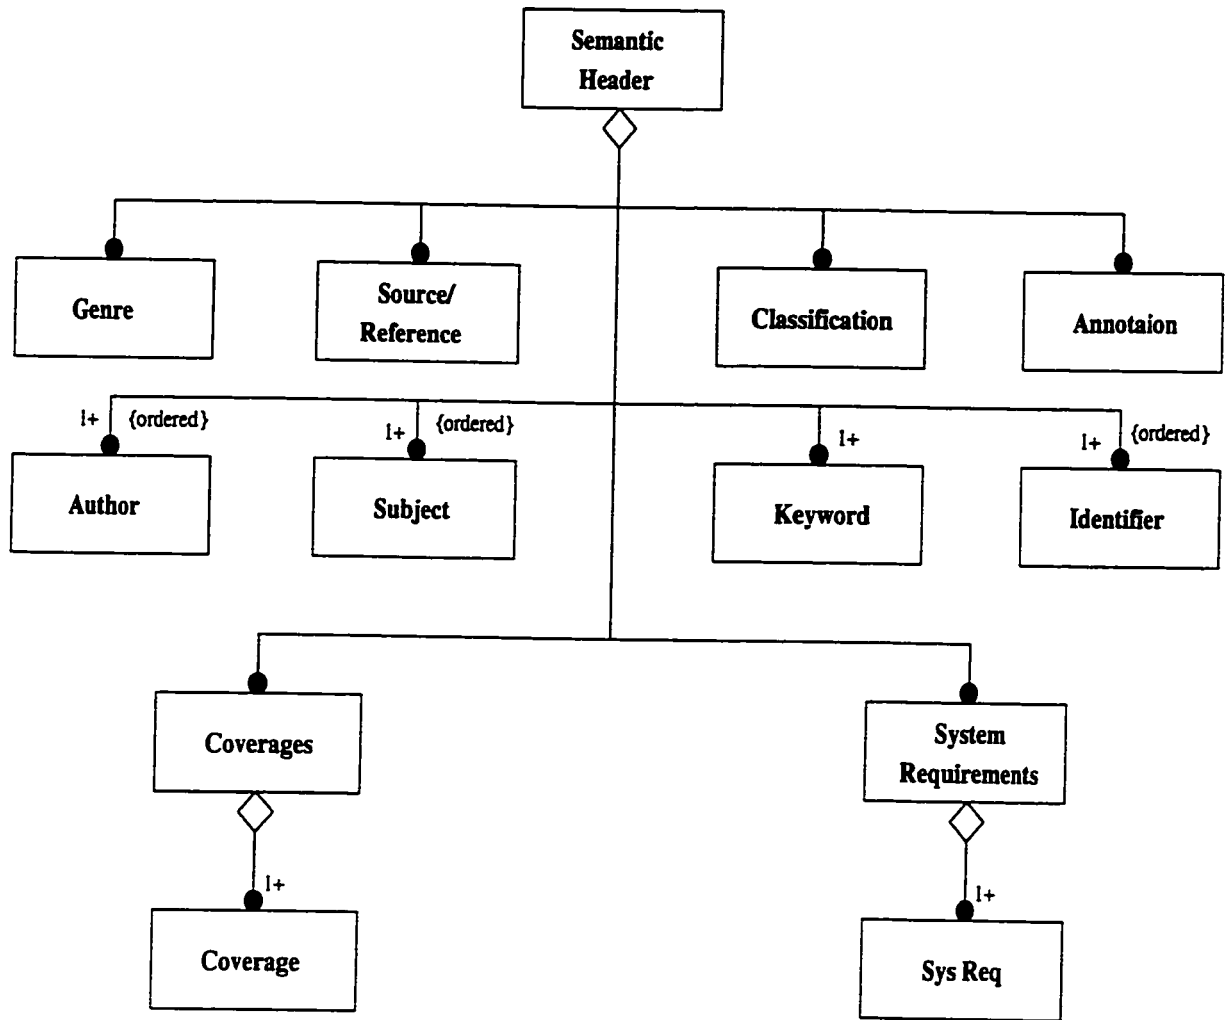 Semantic
Header
Genre
Source/
Reference
Classification
Annotaion
1+ {ordered}
1+ {ordered}
1+
1+ {ordered}
Author
Subject
Keyword
Identifier
Coverages
System
Requirements
1+
1+
Coverage
Sys Req